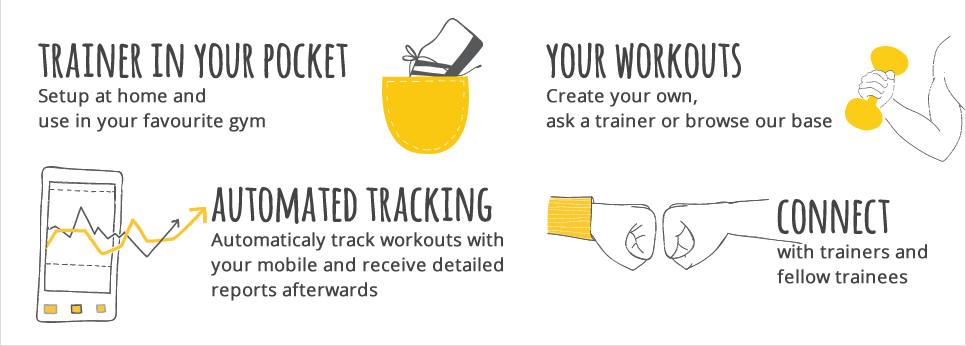 TRAINER IN YOUR POCKET
Setup at home and
use in your favourite gym
YOUR WORKOUTS
Create your own,
ask a trainer or browse our base
AUTOMATED TRACKING
Automaticaly track workouts with
your mobile and receive detailed
reports afterwards
CONNECT
with trainers and
fellow trainees